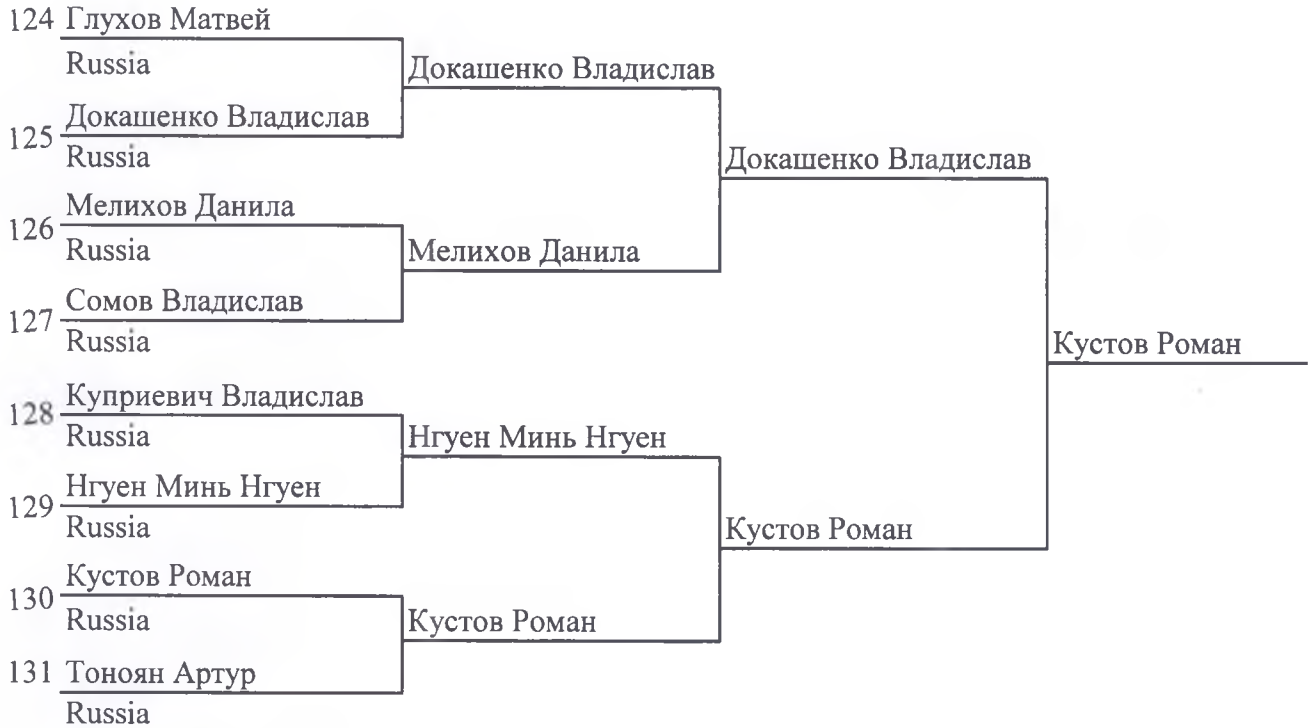 124 Глухов Матвей
Russia
Докашенко Владислав
125 Докашенко Владислав
Russia
Докашенко Владислав
126 Мелихов Данила
Russia
Мелихов Данила
127 Сомов Владислав
Russia
Кустов Роман
128 Куприевич Владислав
Russia
Нгуен Минь Нгуен
129 Нгуен Минь Нгуен
Russia
Кустов Роман
130 Кустов Роман
Russia
Кустов Роман
131 Тоноян Артур
Russia